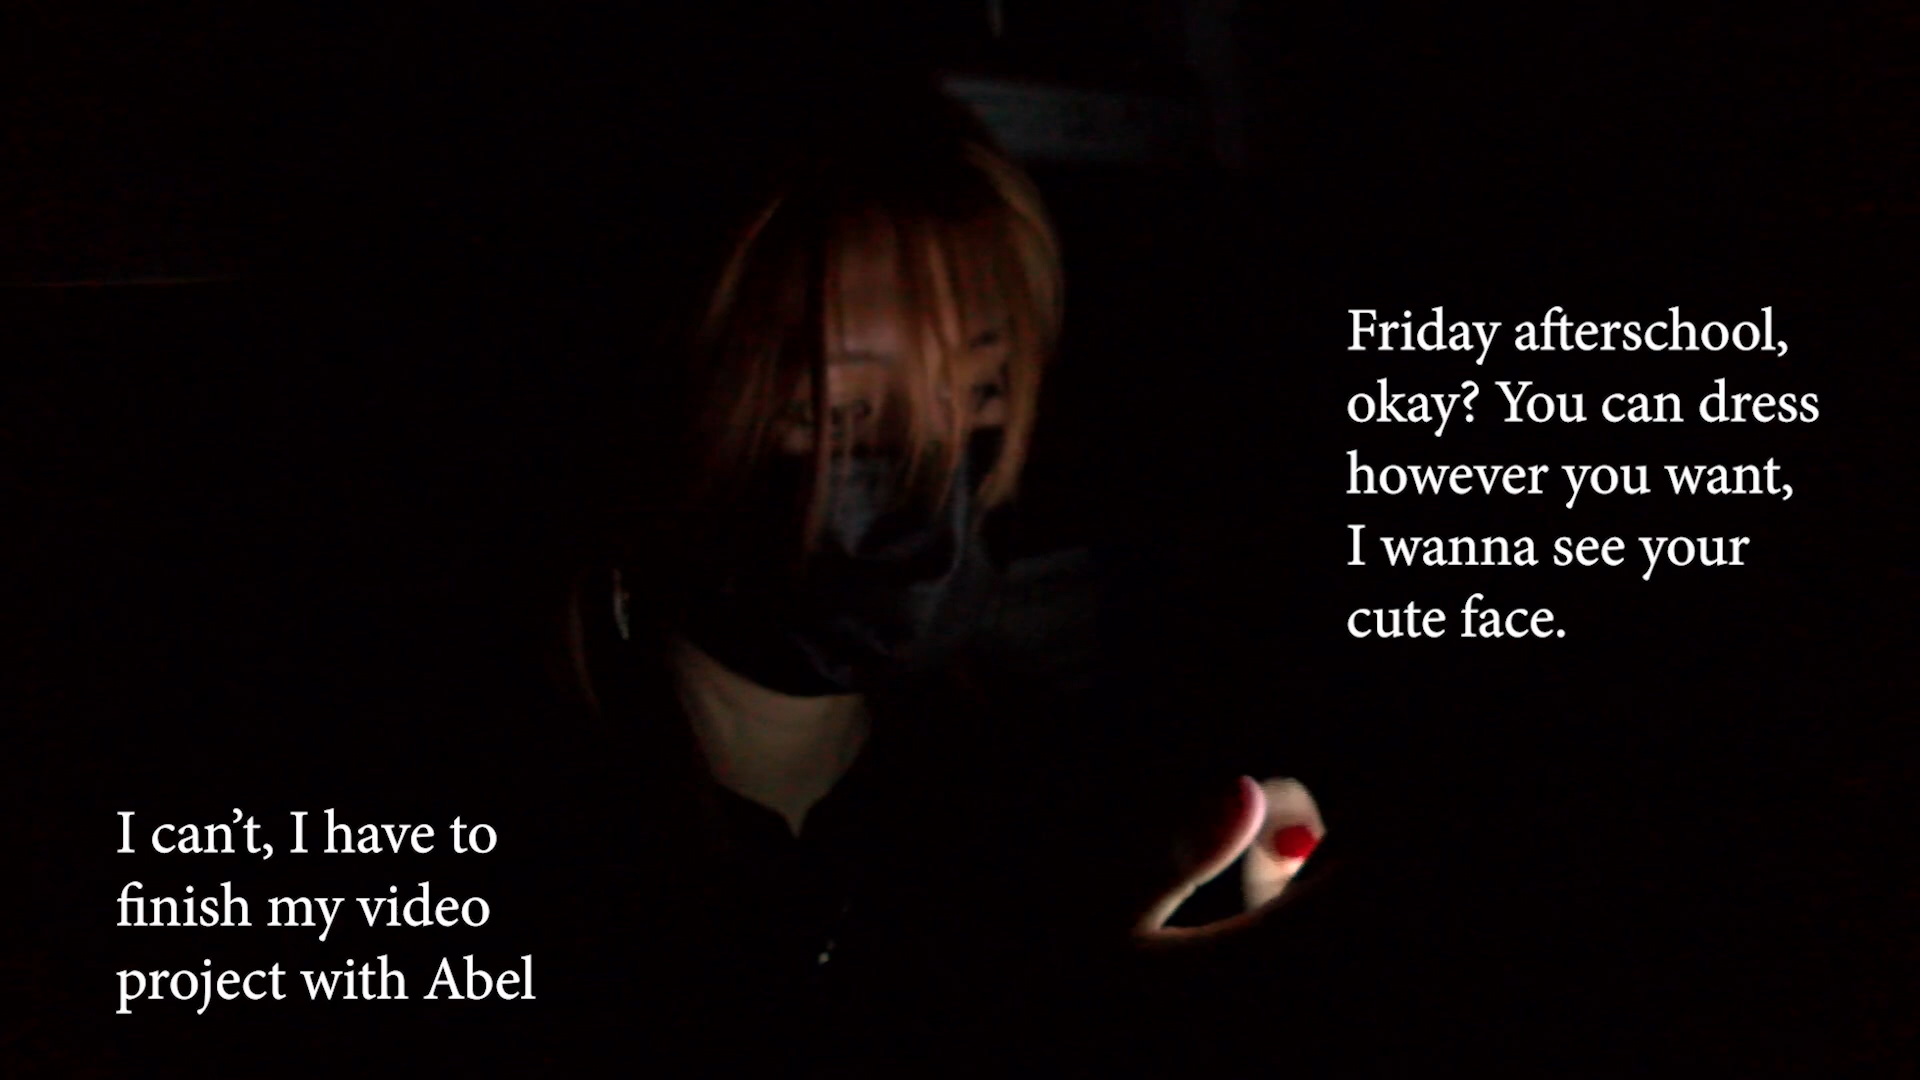 Friday afterschool,
okay? You can dress
however you want,
I wanna see your
cute face.
I can’t, I have to
finish my video
project with Abel